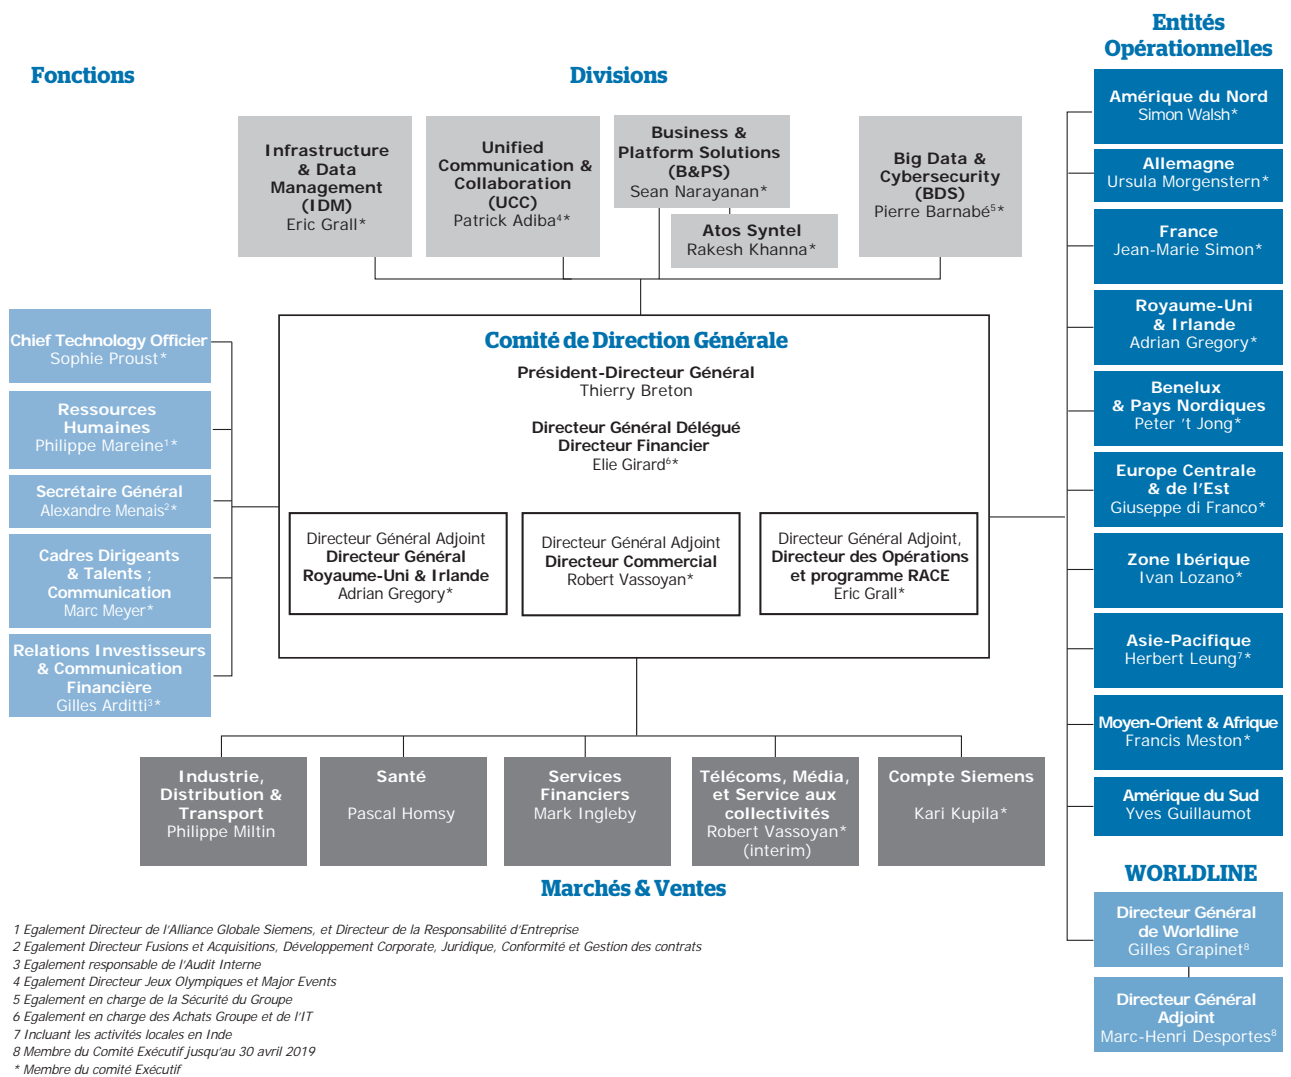 Fonctions
Divisions
Entités
Opérationnelles
Infrastructure
& Data
Management
(IDM)
Eric Grall*
Unified
Communication &
Collaboration
(UCC)
Patrick Adiba⁴*
Business &
Platform Solutions
(B&PS)
Sean Narayanan*
Atos Syntel
Rakesh Khanna*
Big Data &
Cybersecurity
(BDS)
Pierre Barnabé⁵*
Chief Technology Officier
Sophie Proust*
Ressources
Humaines
Philippe Mareine¹*
Secrétaire Général
Alexandre Menais²*
Cadres Dirigeants
& Talents ;
Communication
Marc Meyer*
Relations Investisseurs
& Communication
Financière
Gilles Arditti³*
Comité de Direction Générale
Président-Directeur Général
Thierry Breton
Directeur Général Délégué
Directeur Financier
Elie Girard⁶*
Directeur Général Adjoint
Directeur Général
Royaume-Uni & Irlande
Adrian Gregory*
Directeur Général Adjoint
Directeur Commercial
Robert Vassoyan*
Directeur Général Adjoint,
Directeur des Opérations
et programme RACE
Eric Grall*
Amérique du Nord
Simon Walsh*
Allemagne
Ursula Morgenstern*
France
Jean-Marie Simon*
Royaume-Uni
& Irlande
Adrian Gregory*
Benelux
& Pays Nordiques
Peter ’t Jong*
Europe Centrale
& de l’Est
Giuseppe di Franco*
Zone Ibérique
Ivan Lozano*
Asie-Pacifique
Herbert Leung⁷*
Moyen-Orient & Afrique
Francis Meston*
Amérique du Sud
Yves Guillaumot
WORLDLINE
Directeur Général
de Worldline
Gilles Grapinet⁸
Directeur Général
Adjoint
Marc-Henri Desportes⁸
Industrie,
Distribution &
Transport
Philippe Miltin
Santé
Pascal Homsy
Services
Financiers
Mark Ingleby
Télécoms, Média,
et Service aux
collectivités
Robert Vassoyan*
(interim)
Compte Siemens
Kari Kupila*
Marchés & Ventes
1 Egalement Directeur de l’Alliance Globale Siemens, et Directeur de la Responsabilité d’Entreprise
2 Egalement Directeur Fusions et Acquisitions, Développement Corporate, Juridique, Conformité et Gestion des contrats
3 Egalement responsable de l’Audit Interne
4 Egalement Directeur Jeux Olympiques et Major Events
5 Egalement en charge de la Sécurité du Groupe
6 Egalement en charge des Achats Groupe et de l’IT
7 Incluant les activités locales en Inde
8 Membre du Comité Exécutif jusqu’au 30 avril 2019
* Membre du comité Exécutif